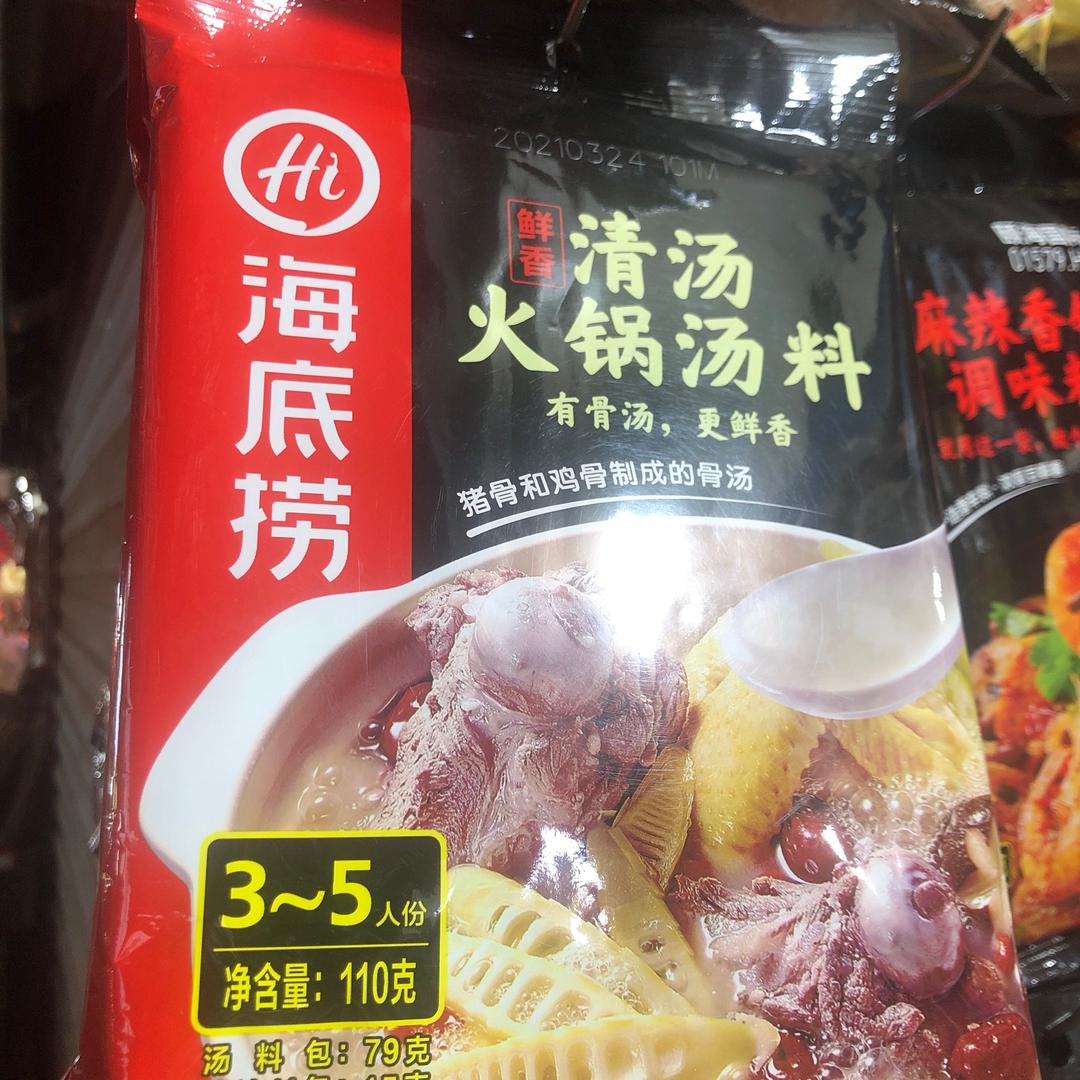 Hi
海底捞
20210324 101M
鲜香
清汤
火锅汤料
有骨汤，更鲜香
猪骨和鸡骨制成的骨汤
3~5人份
净含量：110克
汤料包：79克
麻辣香
调味